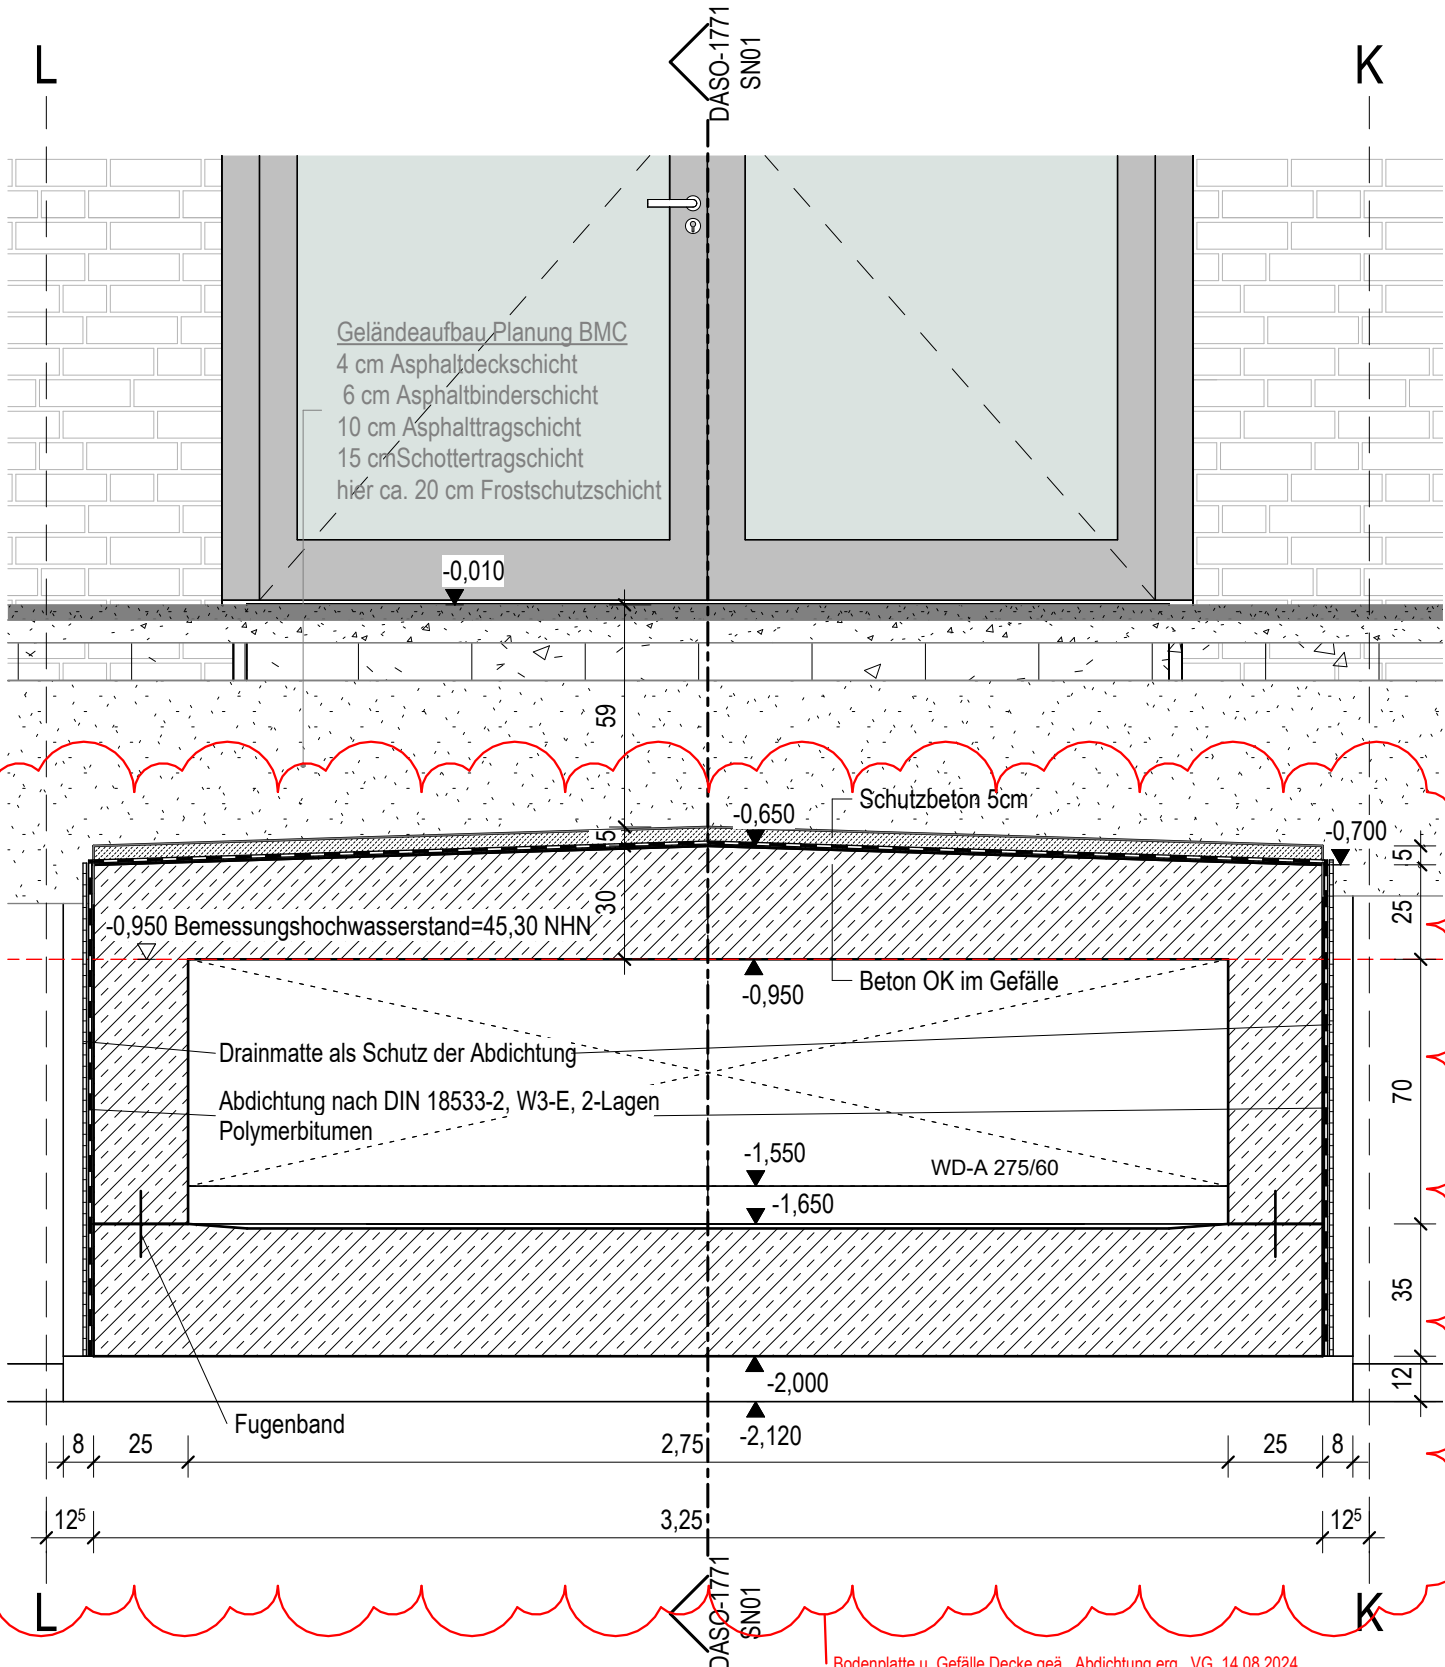 L
DASO-1771
SN01
K
Geländeaufbau Planung BMC
4 cm Asphaltdeckschicht
6 cm Asphaltbinderschicht
10 cm Asphalttragschicht
15 cmSchottertragschicht
hier ca. 20 cm Frostschutzschicht
-0,010
59
Schutzbeton 5cm
-0,650
-0,700
5
5
30
25
-0,950 Bemessungshochwasserstand=45,30 NHN
Beton OK im Gefälle
-0,950
Drainmatte als Schutz der Abdichtung
Abdichtung nach DIN 18533-2, W3-E, 2-Lagen
Polymerbitumen
70
-1,550
WD-A 275/60
-1,650
35
-2,000
12
Fugenband
-2,120
8
25
2,75
25
8
12⁵
3,25
12⁵
L
DASO-1771
SN01
K
Bodenplatte u. Gefälle Decke geä., Abdichtung erg., VG, 14.08.2024